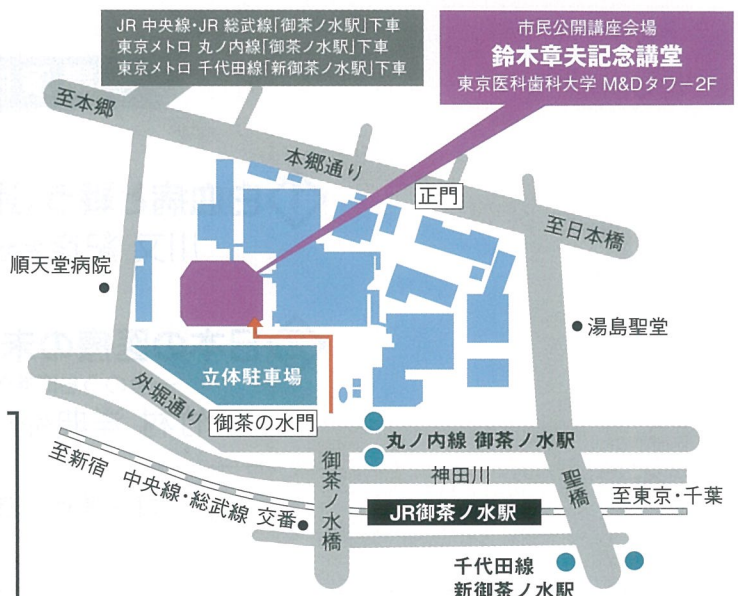 JR 中央線・JR 総武線「御茶ノ水駅」下車
東京メトロ 丸ノ内線「御茶ノ水駅」下車
東京メトロ 千代田線「新御茶ノ水駅」下車
市民公開講座会場
鈴木章夫記念講堂
東京医科歯科大学 M&Dタワー2F
至本郷
本郷通り
正門
至日本橋
順天堂病院
湯島聖堂
立体駐車場
外堀通り
御茶の水門
丸ノ内線 御茶ノ水駅
至新宿
中央線・総武線
交番
御茶ノ水橋
神田川
聖橋
至東京・千葉
JR御茶ノ水駅
千代田線
新御茶ノ水駅